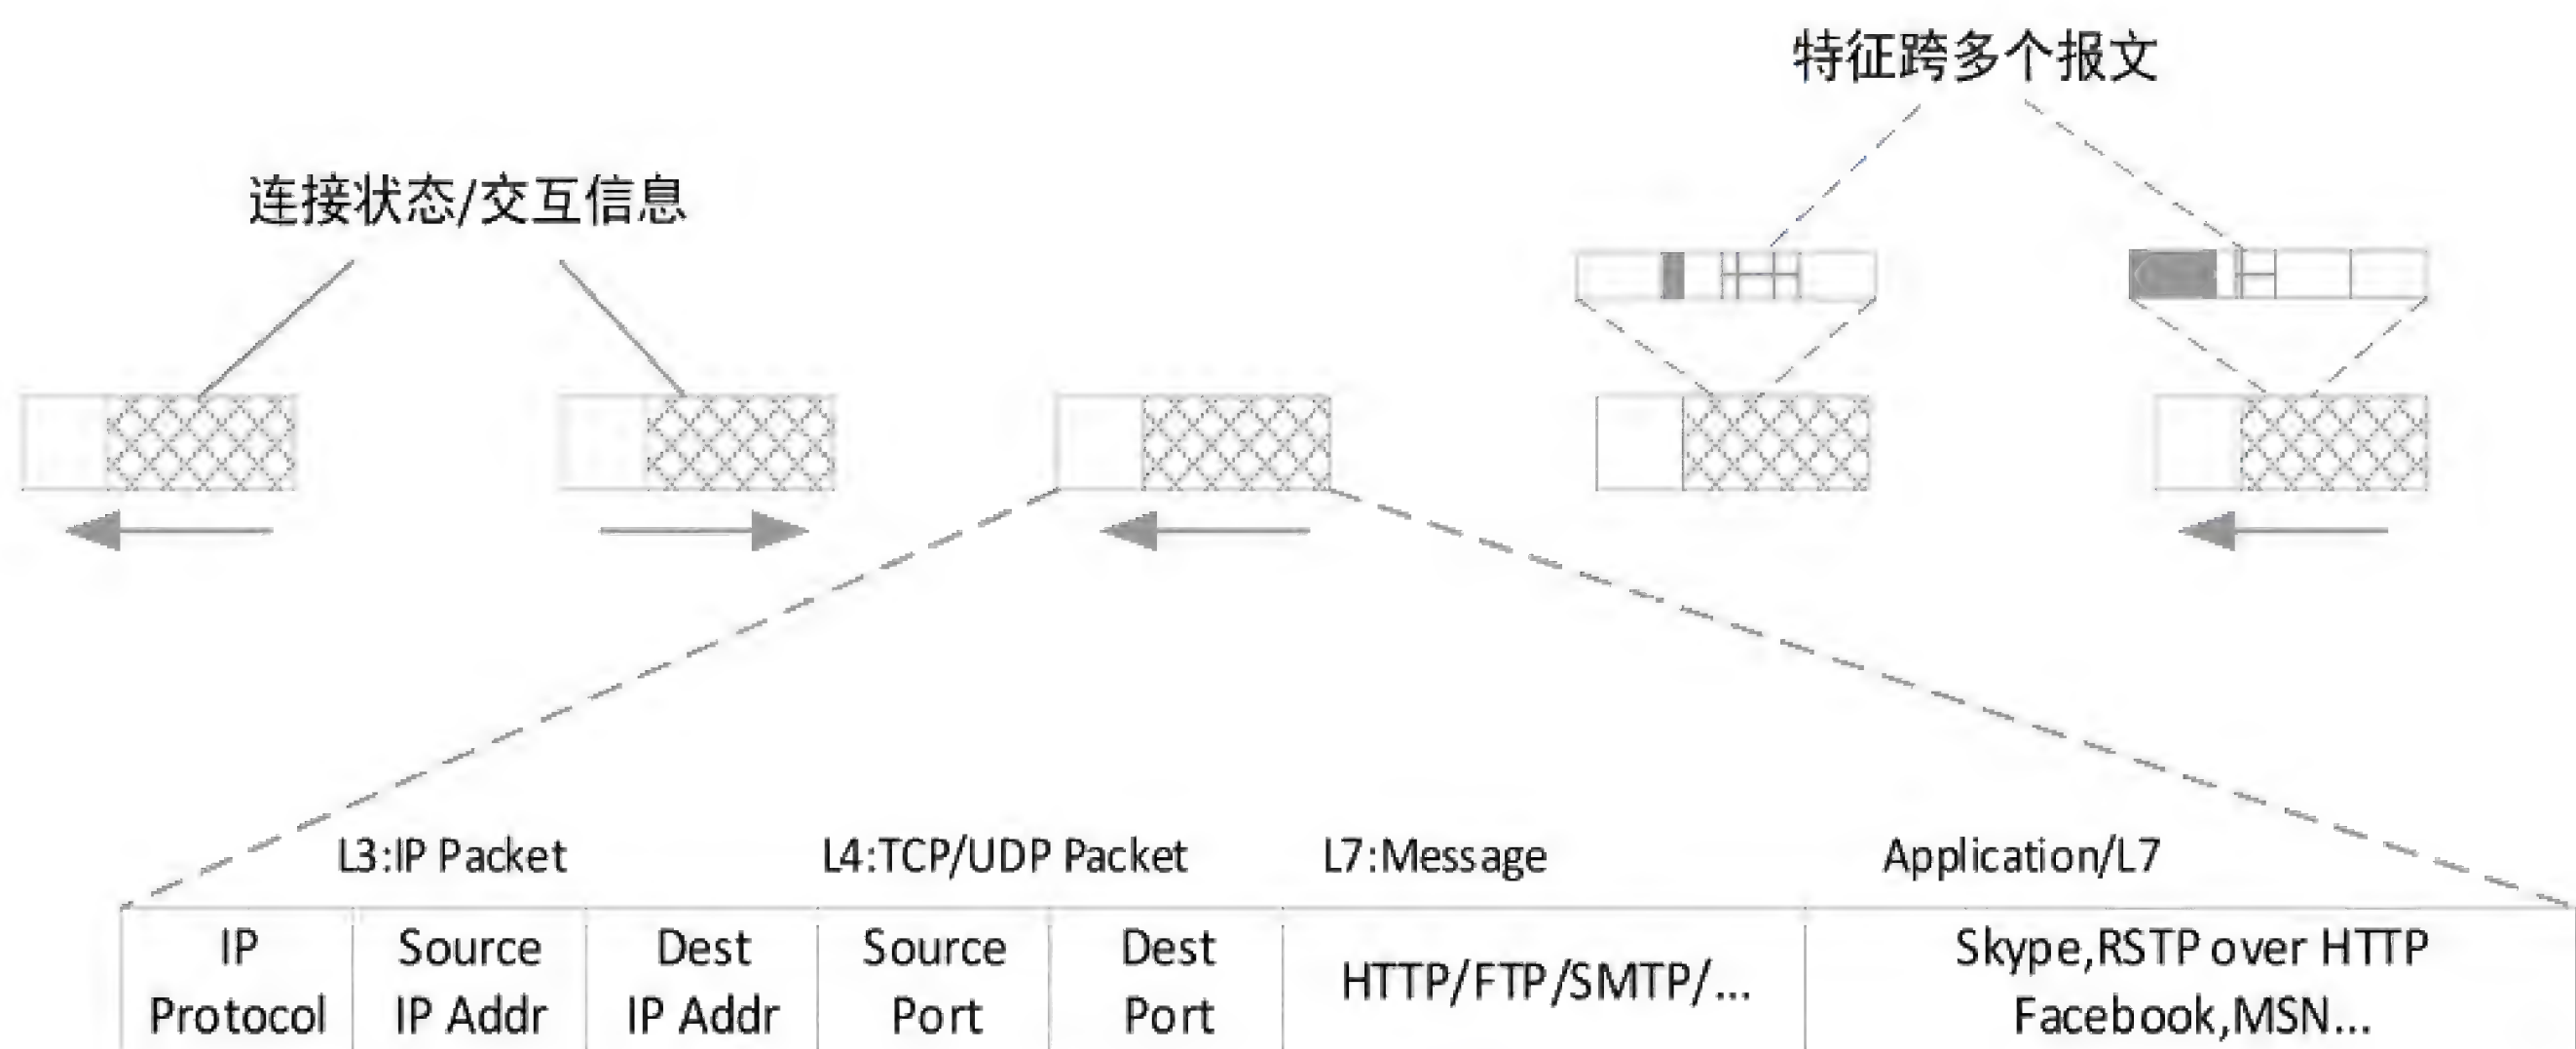 特征跨多个报文
连接状态/交互信息
L3:IP Packet
L4:TCP/UDP Packet
L7:Message
Application/L7
IP
Protocol
Source
IP Addr
Dest
IP Addr
Source
Port
Dest
Port
HTTP/FTP/SMTP/...
Skype,RSTP over HTTP
Facebook,MSN...